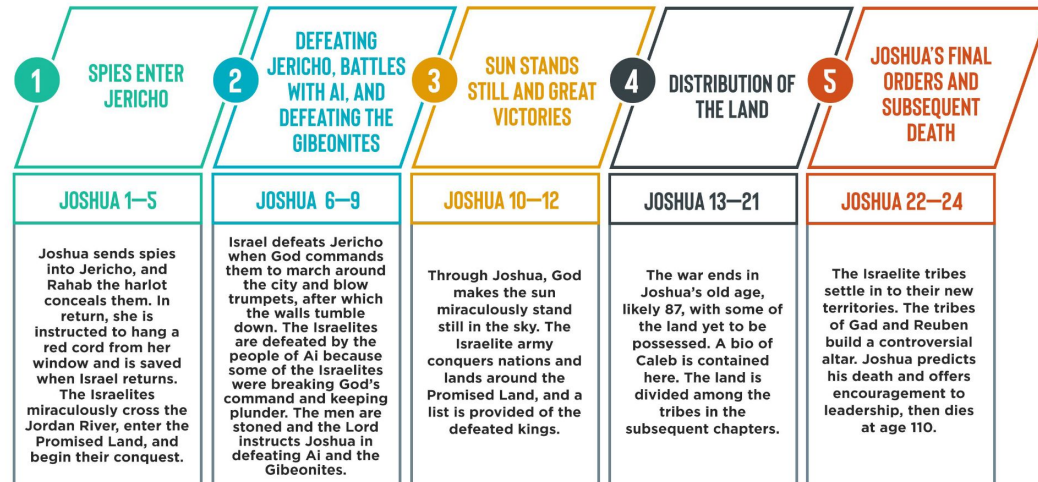 1
SPIES ENTER
JERICHO
2
DEFEATING
JERICHO, BATTLES
WITH AI, AND
DEFEATING THE
GIBEONITES
3
SUN STANDS
STILL AND GREAT
VICTORIES
4
DISTRIBUTION OF
THE LAND
5
JOSHUA'S FINAL
ORDERS AND
SUBSEQUENT
DEATH
JOSHUA 1—5
Joshua sends spies
into Jericho, and
Rahab the harlot
conceals them. In
return, she is
instructed to hang a
red cord from her
window and is saved
when Israel returns.
The Israelites
miraculously cross the
Jordan River, enter the
Promised Land, and
begin their conquest.
JOSHUA 6—9
Israel defeats Jericho
when God commands
them to march around
the city and blow
trumpets, after which
the walls tumble
down. The Israelites
are defeated by the
people of Ai because
some of the Israelites
were breaking God's
command and keeping
plunder. The men are
stoned and the Lord
instructs Joshua in
defeating Ai and the
Gibeonites.
JOSHUA 10—12
Through Joshua, God
makes the sun
miraculously stand
still in the sky. The
Israelite army
conquers nations and
lands around the
Promised Land, and a
list is provided of the
defeated kings.
JOSHUA 13—21
The war ends in
Joshua's old age,
likely 87, with some of
the land yet to be
possessed. A bio of
Caleb is contained
here. The land is
divided among the
tribes in the
subsequent chapters.
JOSHUA 22—24
The Israelite tribes
settle in to their new
territories. The tribes
of Gad and Reuben
build a controversial
altar. Joshua predicts
his death and offers
encouragement to
leadership, then dies
at age 110.